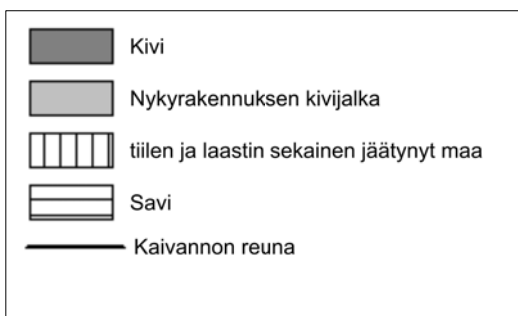 Kivi
Nykyrakennuksen kivijalka
tiilen ja laastin sekainen jäätynyt maa
Savi
Kaivannon reuna